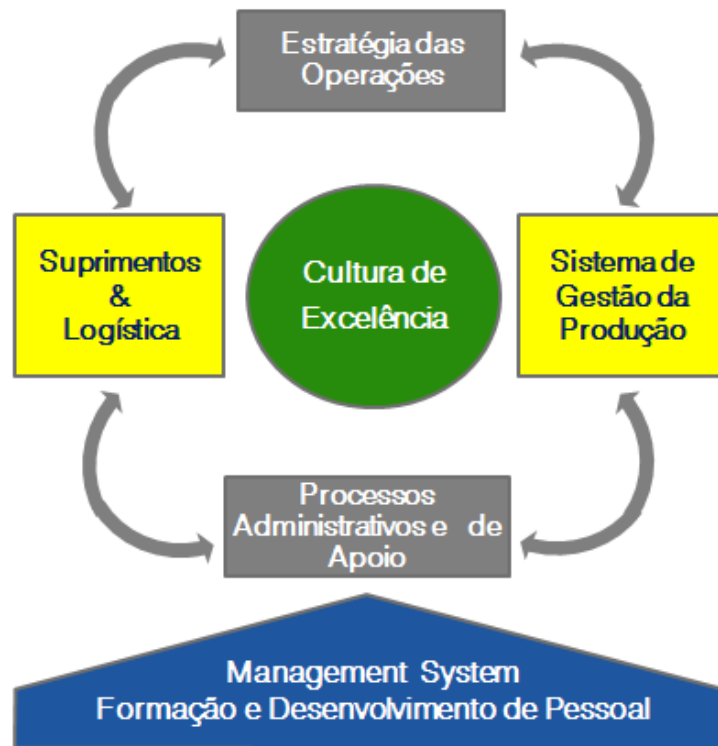 Estratégia das
Operações
Suprimentos
&
Logística
Cultura de
Excelência
Sistema de
Gestão da
Produção
Processos
Administrativos e de
Apoio
Management System
Formação e Desenvolvimento de Pessoal